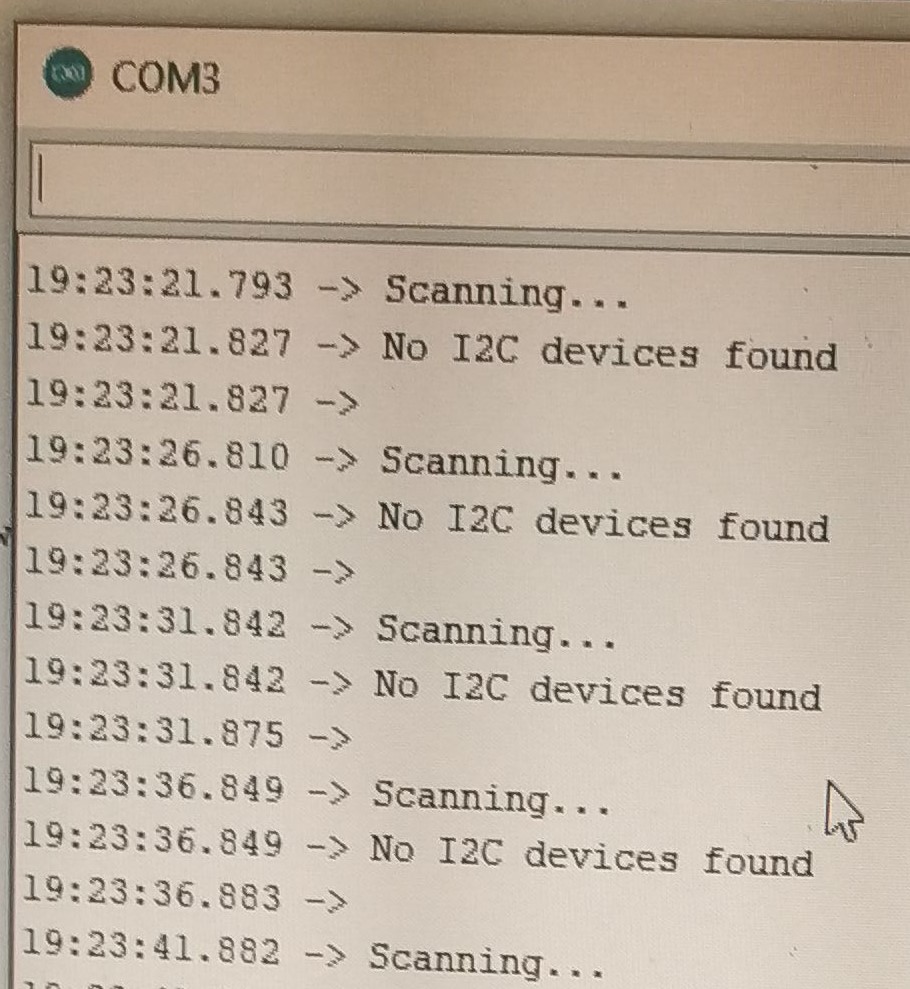 COM3
19:23:21.793 -> Scanning...
19:23:21.827 -> No I2C devices found
19:23:21.827 ->
19:23:26.810 -> Scanning...
19:23:26.843 -> No I2C devices found
19:23:26.843 ->
19:23:31.842 -> Scanning...
19:23:31.842 -> No I2C devices found
19:23:31.875 ->
19:23:36.849 -> Scanning...
19:23:36.849 -> No I2C devices found
19:23:36.883 ->
19:23:41.882 -> Scanning...